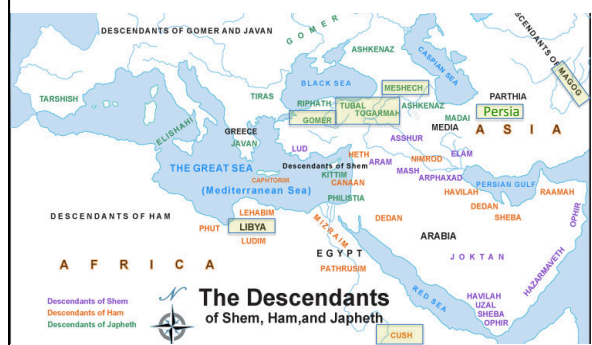 DESCENDANTS OF GOMER AND JAVAN
GOMER
ASHKENAZ
CASPIAN SEA
DESCENDANTS OF
MAGOG
BLACK SEA
MESHECH
TARSHISH
TIRAS
RIPHATH
TUBAL
ASHKENAZ
PARTHIA
Persia
GOMER
TOGARMAH
MADAI
MEDIA
ASIA
ELISHAHI
GREECE
JAVAN
LUD
ASSHUR
HETH
NIMROD
ELAM
THE GREAT SEA
Descendants of Shem
ARAM
MASH
ARPHAXAD
CAPHTORIM
KITTIM
CANAAN
(Mediterranean Sea)
PERSIAN GULF
HAVILAH
RAAMAH
PHILISTIA
DESCENDANTS OF HAM
LEHABIM
MIZRAIM
DEDAN
DEDAN
SHEBA
OPHIR
PHUT
LIBYA
LUDIM
ARABIA
EGYPT
JOKTAN
AFRICA
PATHRUSIM
HAZARMAVETH
RED SEA
Descendants of Shem
Descendants of Ham
Descendants of Japheth
N
The Descendants
of Shem, Ham,and Japheth
HAVILAH
UZAL
SHEBA
OPHIR
CUSH